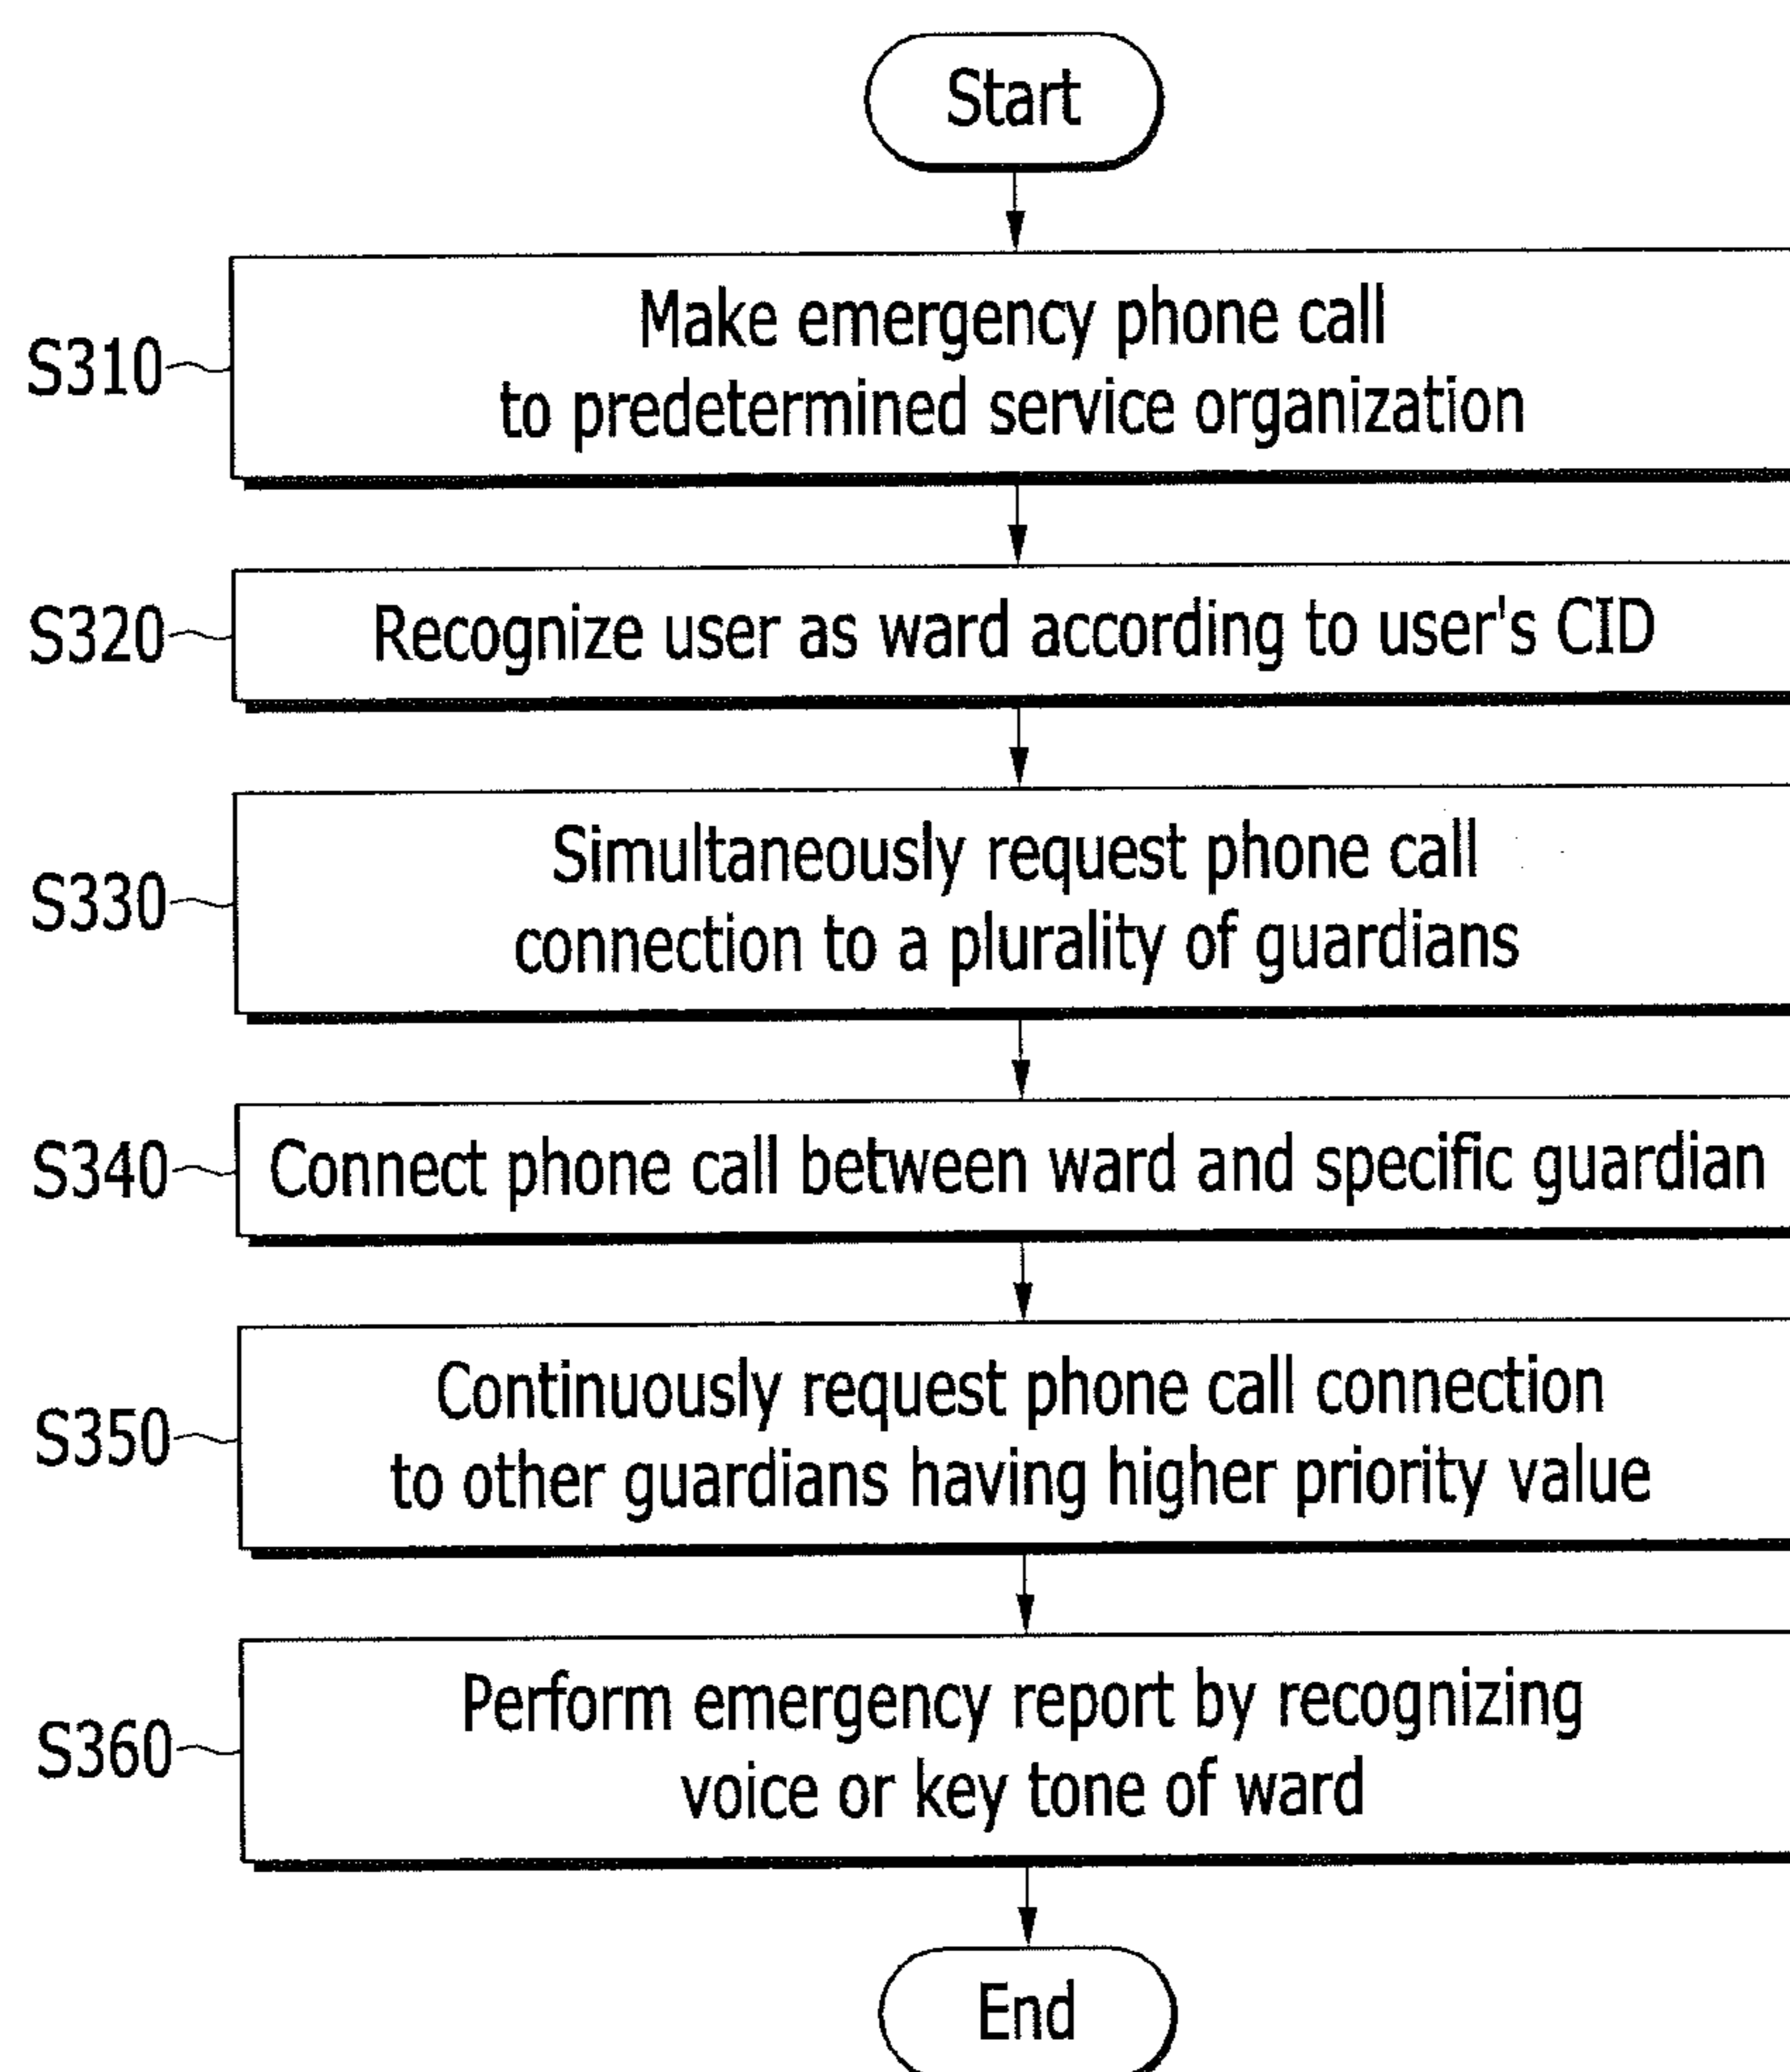 Start
S310
Make emergency phone call
to predetermined service organization
S320
Recognize user as ward according to user's CID
S330
Simultaneously request phone call
connection to a plurality of guardians
S340
Connect phone call between ward and specific guardian
S350
Continuously request phone call connection
to other guardians having higher priority value
S360
Perform emergency report by recognizing
voice or key tone of ward
End